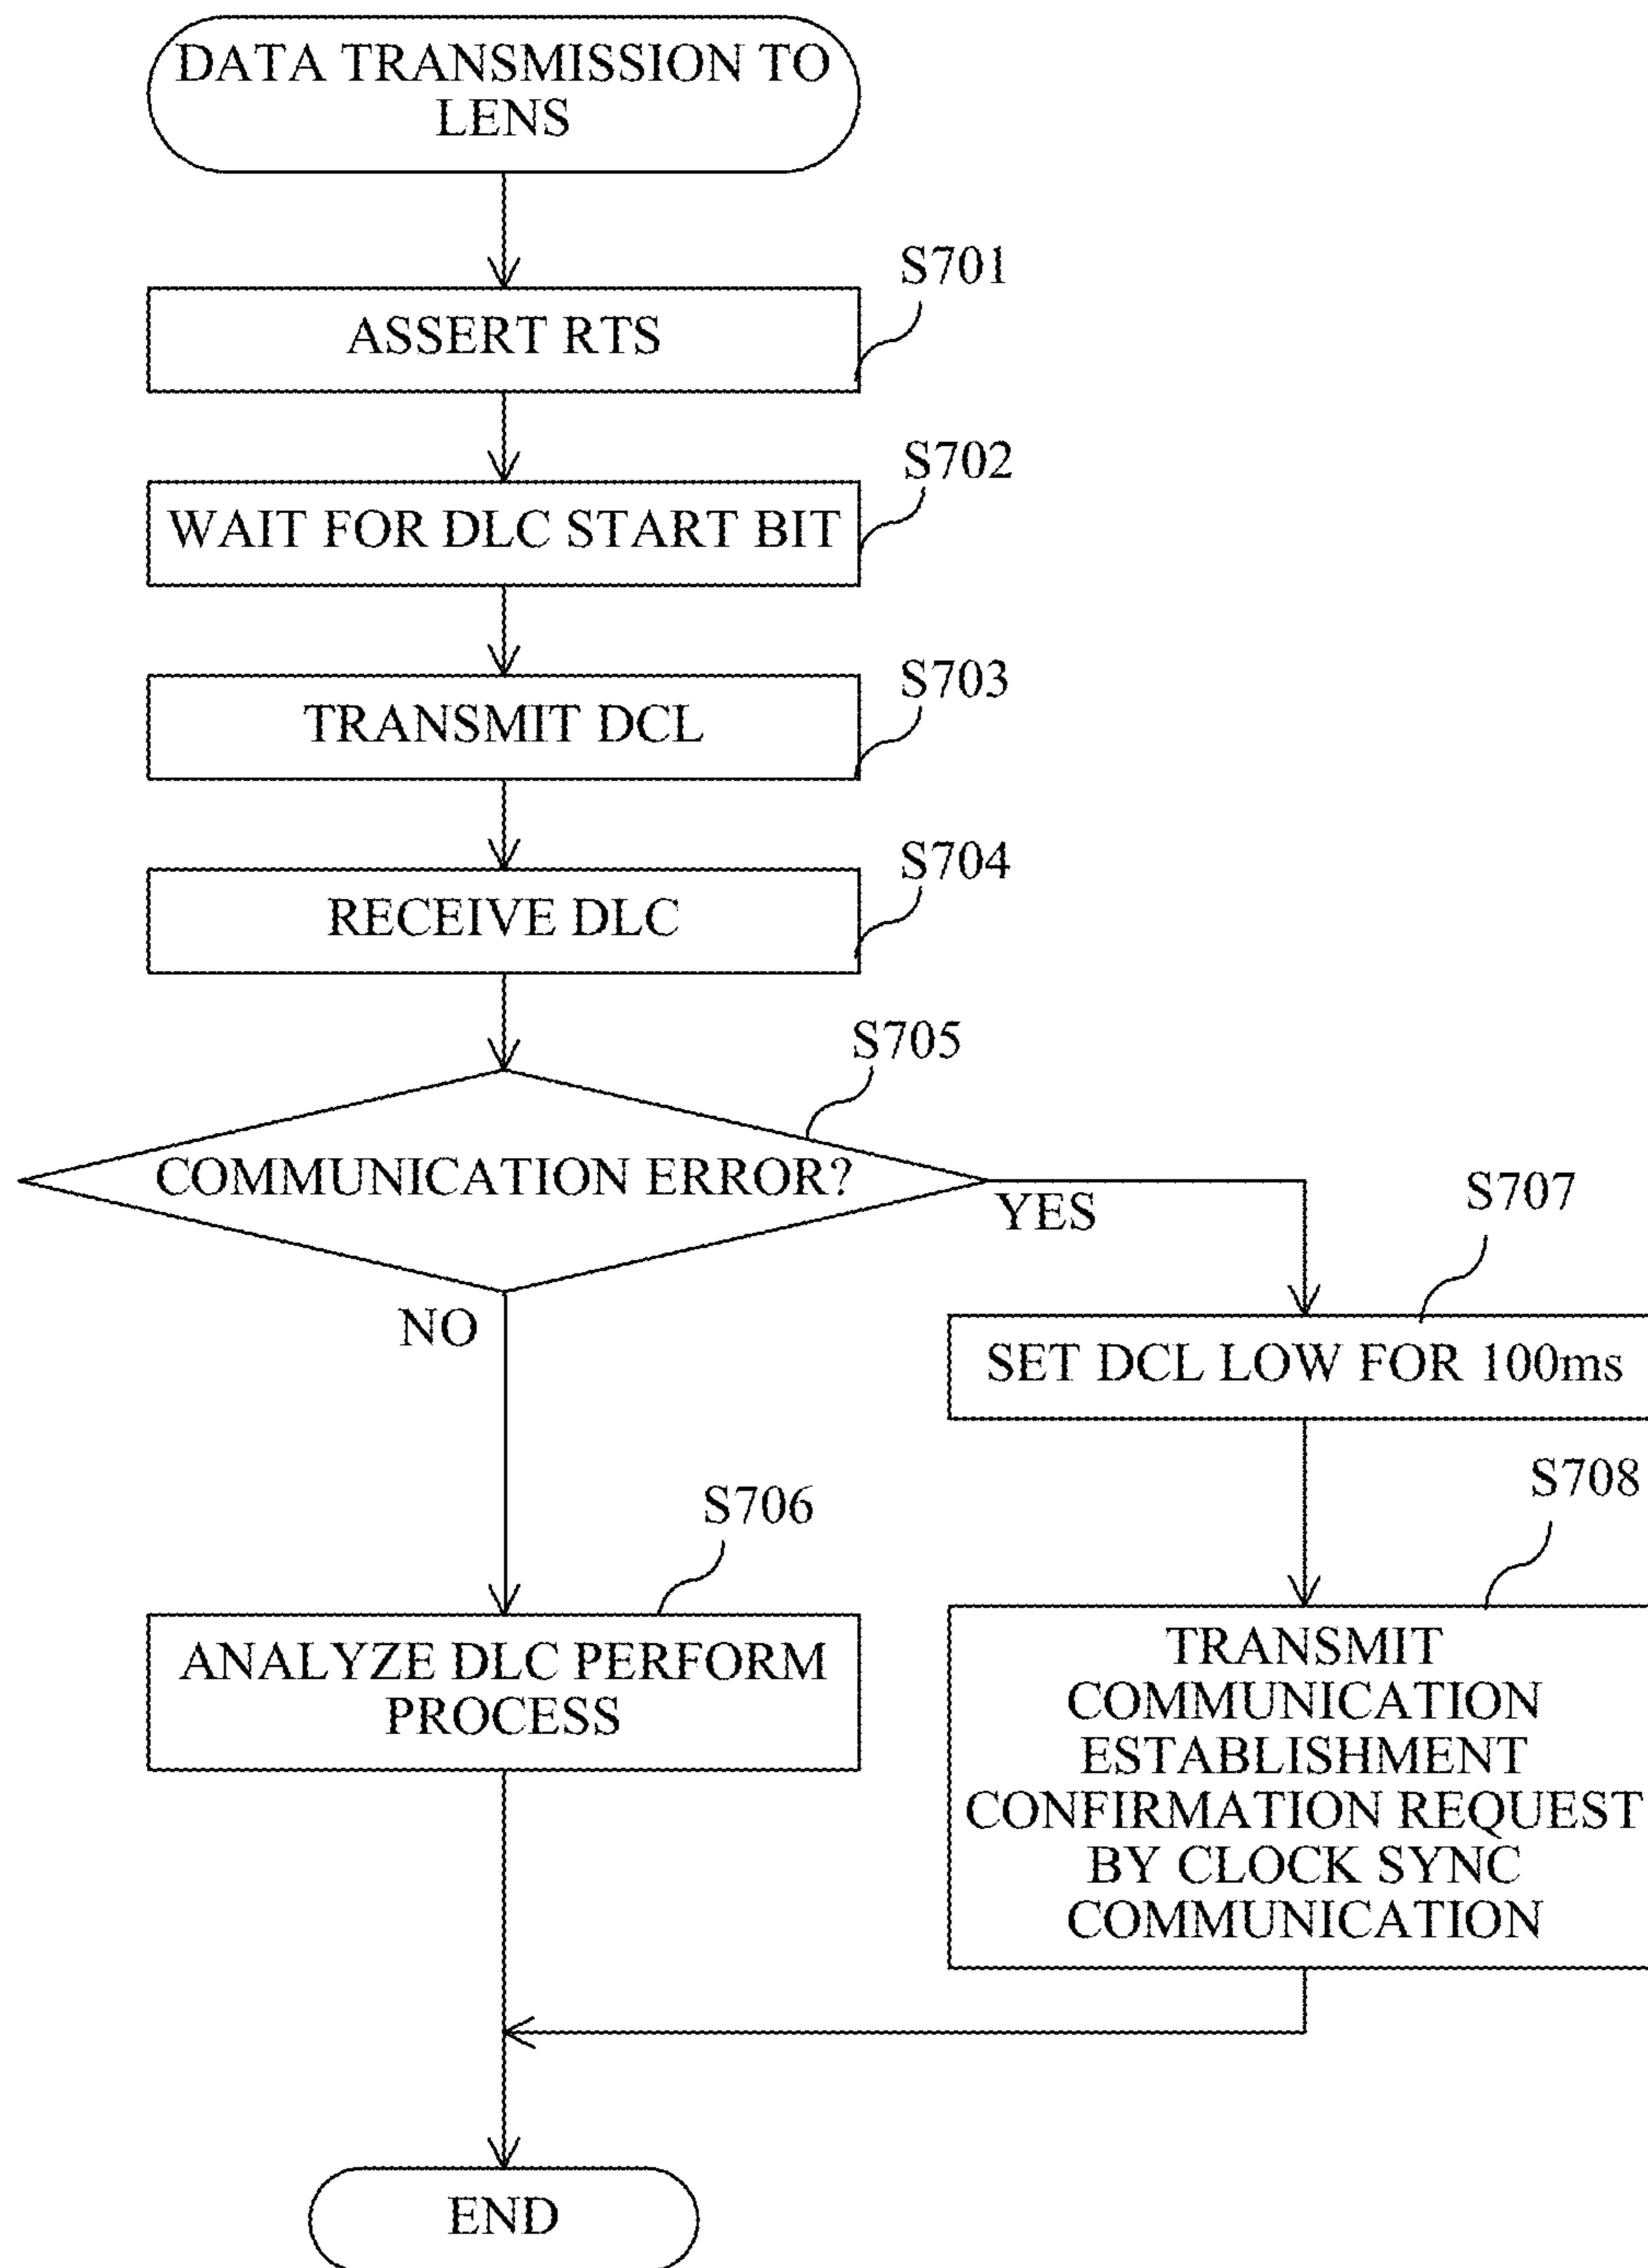 DATA TRANSMISSION TO
LENS
S701
ASSERT RTS
S702
WAIT FOR DLC START BIT
S703
TRANSMIT DCL
S704
RECEIVE DLC
S705
COMMUNICATION ERROR?
YES
NO
S707
SET DCL LOW FOR 100ms
S706
ANALYZE DLC PERFORM
PROCESS
S708
TRANSMIT
COMMUNICATION
ESTABLISHMENT
CONFIRMATION REQUEST
BY CLOCK SYNC
COMMUNICATION
END